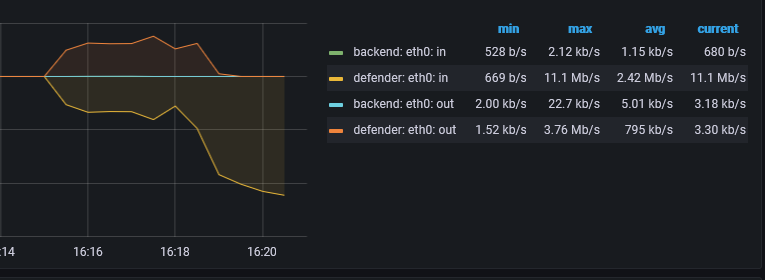 min max avg current
backend: eth0: in 528 b/s 2.12 kb/s 1.15 kb/s 680 b/s
defender: eth0: in 669 b/s 11.1 Mb/s 2.42 Mb/s 11.1 Mb/s
backend: eth0: out 2.00 kb/s 22.7 kb/s 5.01 kb/s 3.18 kb/s
defender: eth0: out 1.52 kb/s 3.76 Mb/s 795 kb/s 3.30 kb/s
:14 16:16 16:18 16:20